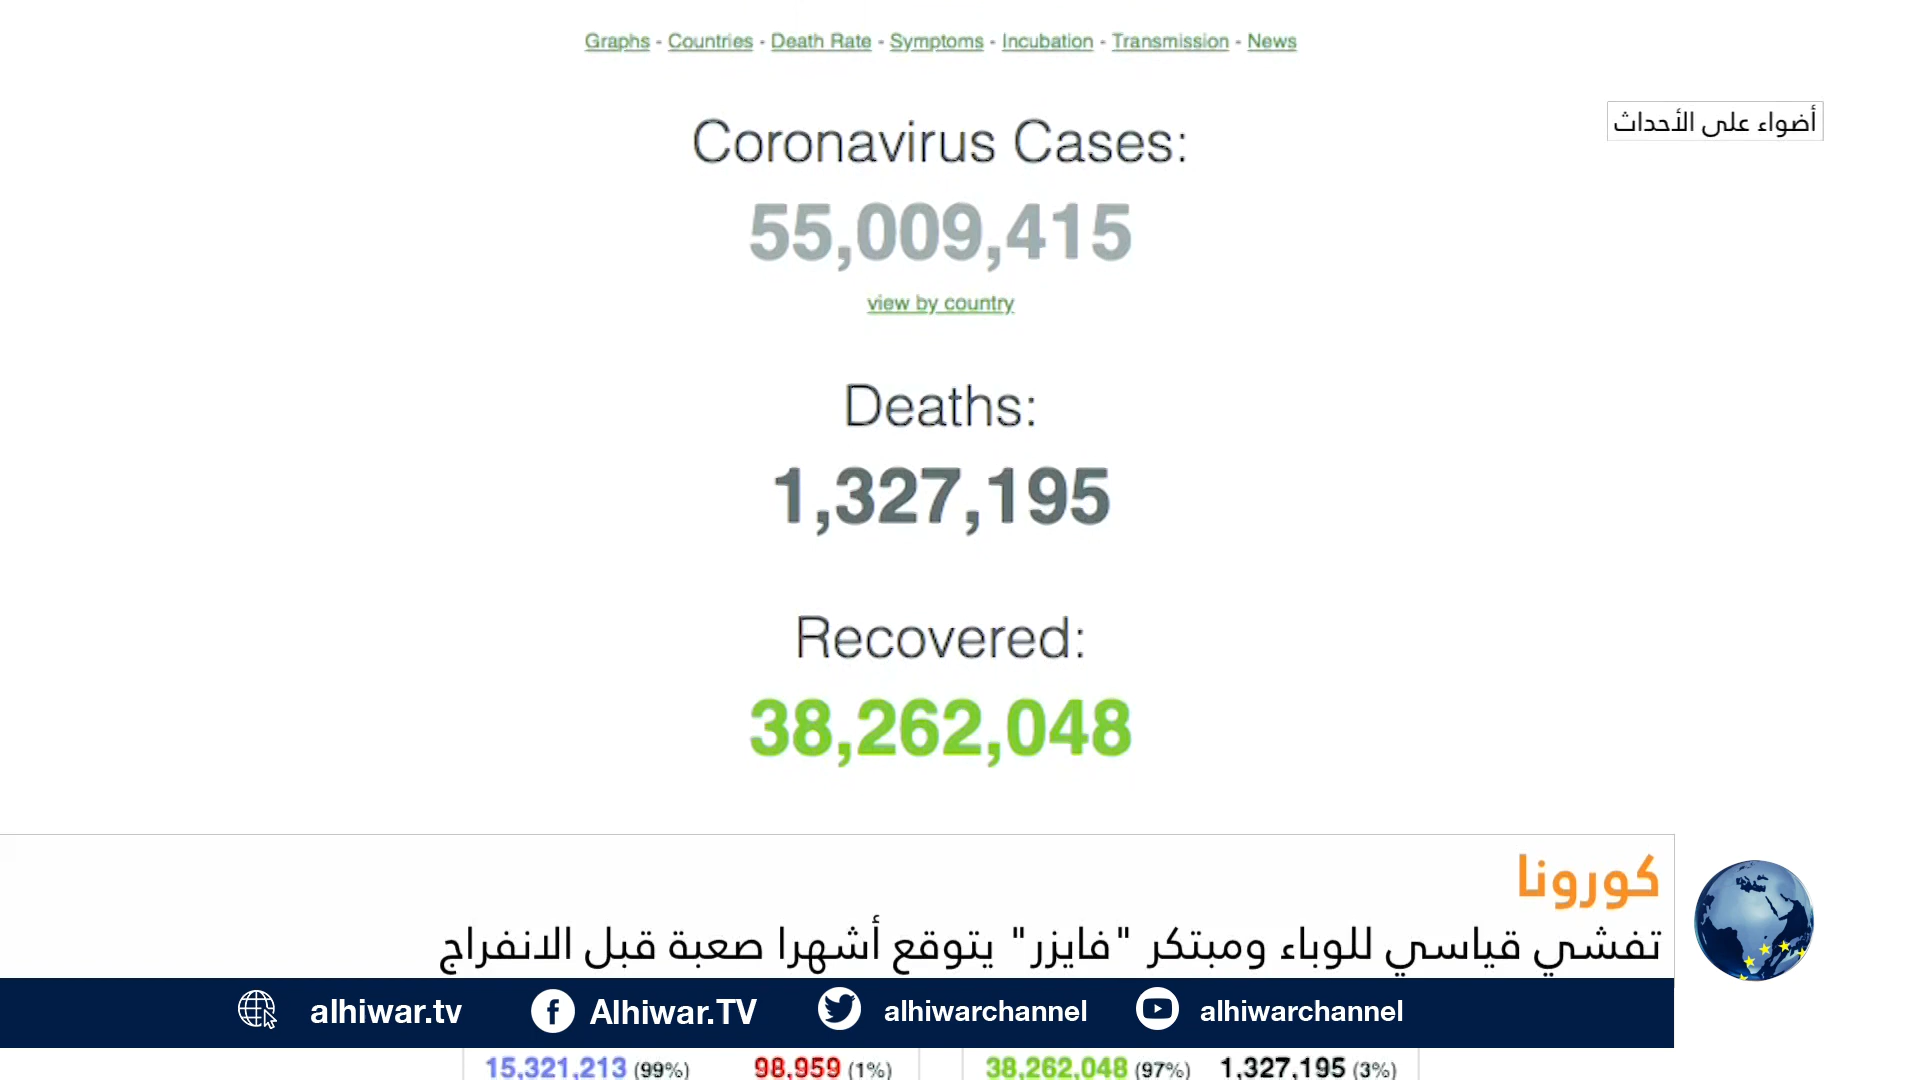 Graphs - Countries - Death Rate - Symptoms - Incubation - Transmission - News
أضواء على الأحداث
Coronavirus Cases:
55,009,415
view by country
Deaths:
1,327,195
Recovered:
38,262,048
كورونا
تفشي قياسي للوباء ومبتكر "فايزر" يتوقع أشهرا صعبة قبل الانفراج
alhiwar.tv Alhiwar.TV alhiwarchannel alhiwarchannel
15,321,213 (99%) 98,959 (1%) 38,262,048 (97%) 1,327,195 (3%)